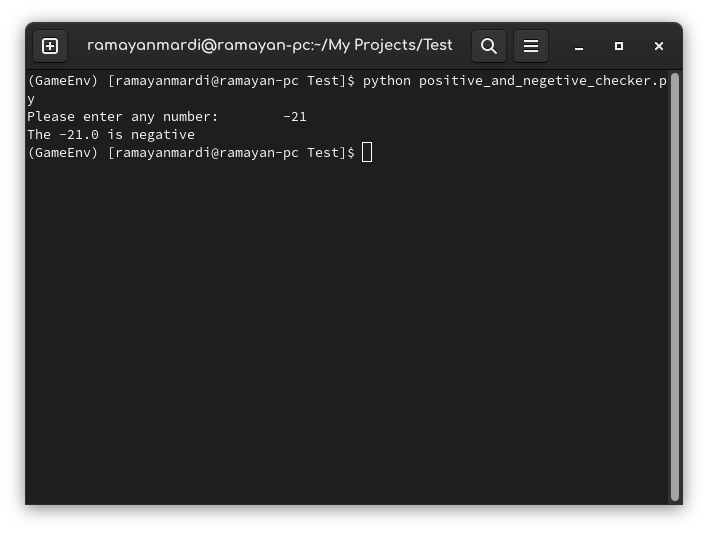 ramayanmardi@ramayan-pc:~/My Projects/Test
(GameEnv) [ramayanmardi@ramayan-pc Test]$ python positive_and_negetive_checker.p
y
Please enter any number:        -21
The -21.0 is negative
(GameEnv) [ramayanmardi@ramayan-pc Test]$